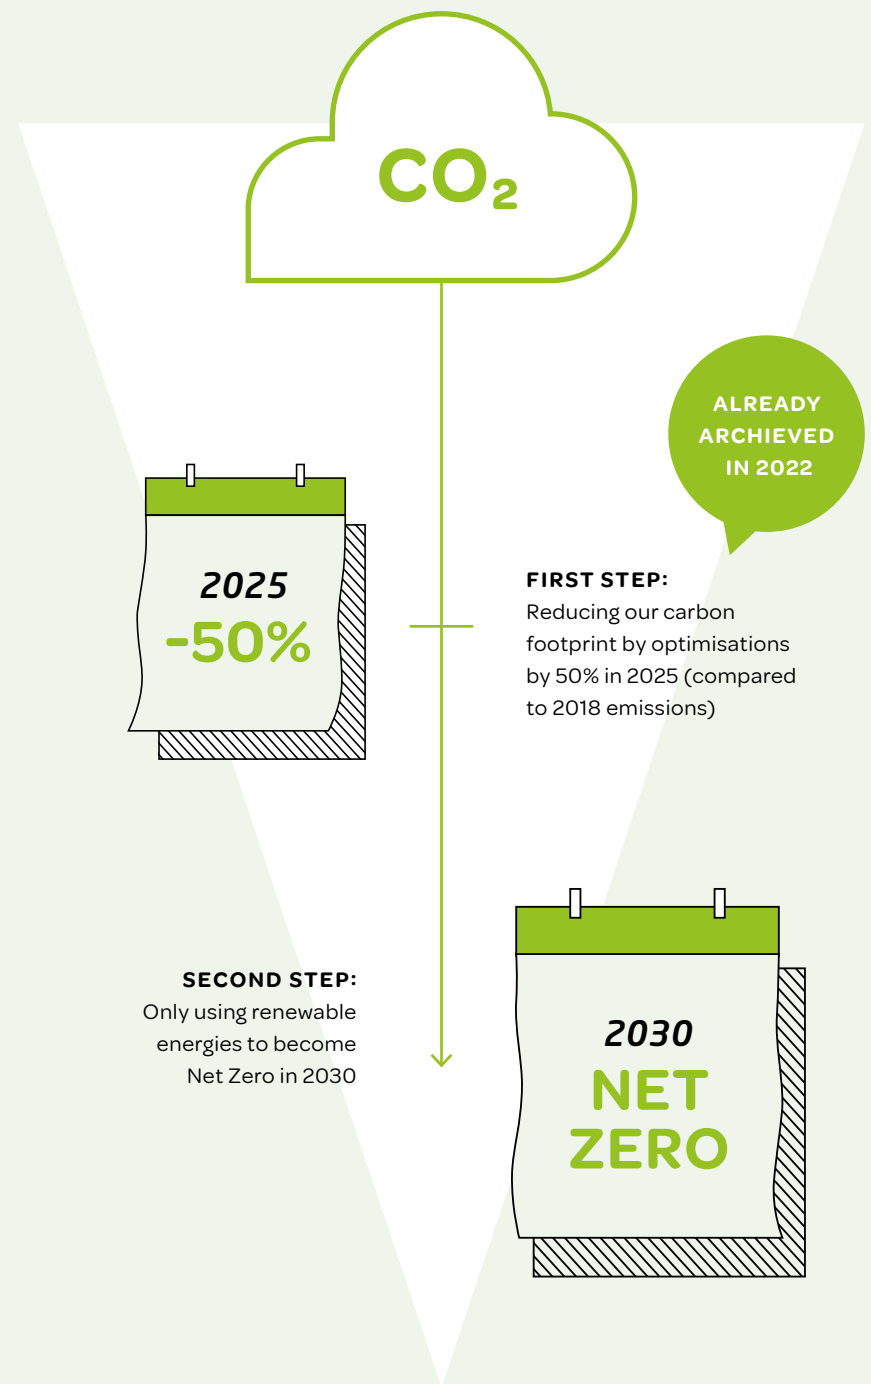 CO₂
ALREADY
ARCHIEVED
IN 2022
2025
-50%
FIRST STEP:
Reducing our carbon
footprint by optimisations
by 50% in 2025 (compared
to 2018 emissions)
SECOND STEP:
Only using renewable
energies to become
Net Zero in 2030
2030
NET
ZERO